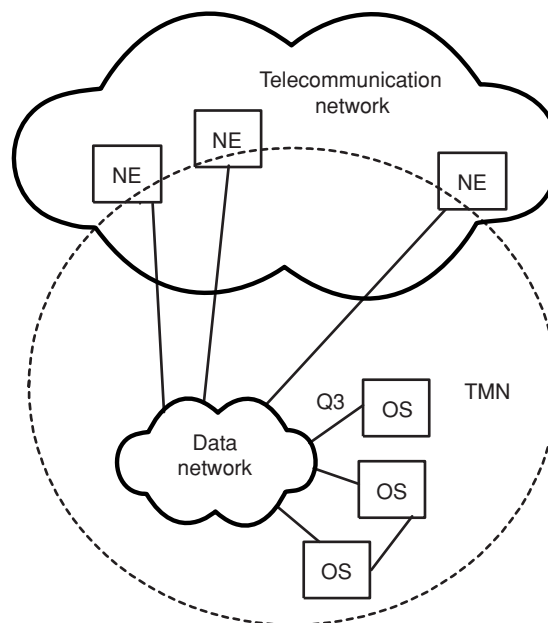 Telecommunication
network
NE
NE
NE
Q3
OS
TMN
Data
network
OS
OS